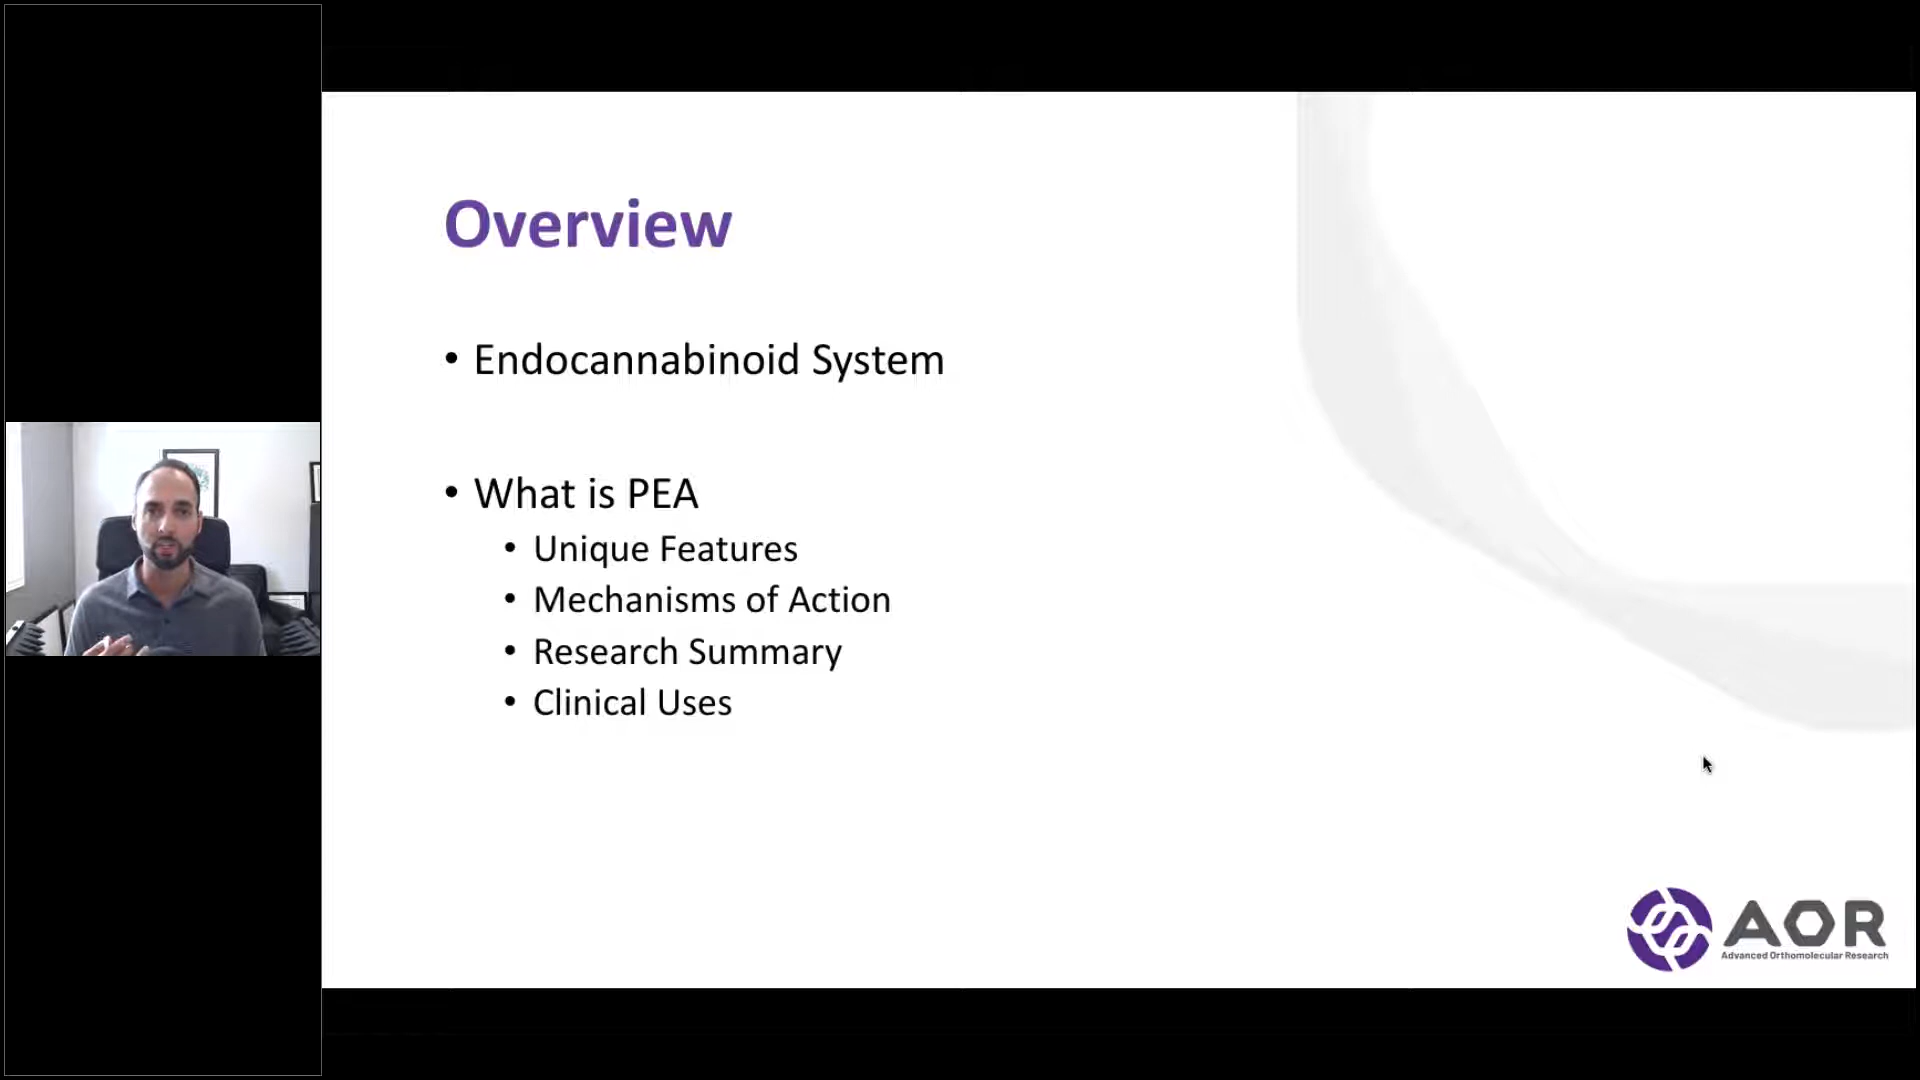 Overview
• Endocannabinoid System
• What is PEA
• Unique Features
• Mechanisms of Action
• Research Summary
• Clinical Uses
AOR
Advanced Orthomolecular Research